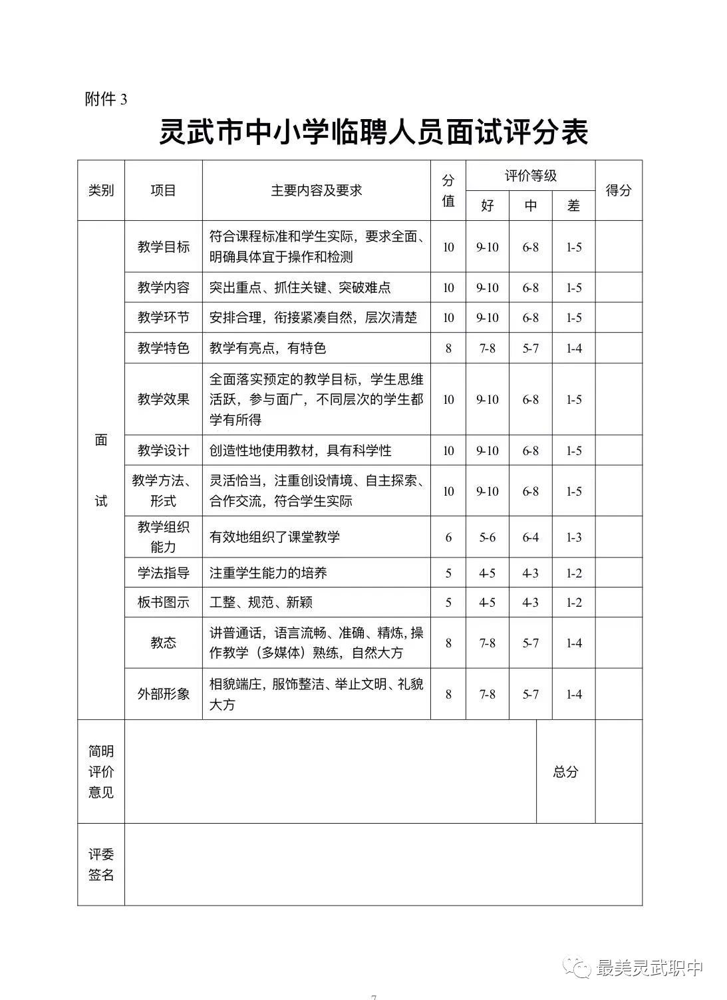 附件 3
灵武市中小学临聘人员面试评分表
类别 项目 主要内容及要求 分值 评价等级 得分
好 中 差
面试
教学目标 符合课程标准和学生实际，要求全面、 10 9-10 6-8 1-5
明确具体宜于操作和检测
教学内容 突出重点、抓住关键、突破难点 10 9-10 6-8 1-5
教学环节 安排合理，衔接紧凑自然，层次清楚 10 9-10 6-8 1-5
教学特色 教学有亮点，有特色 8 7-8 5-7 1-4
教学效果 全面落实预定的教学目标，学生思维 10 9-10 6-8 1-5
活跃，参与面广，不同层次的学生都
学有所得
教学设计 创造性地使用教材，具有科学性 10 9-10 6-8 1-5
教学方法、 灵活恰当，注重创设情境、自主探索、 10 9-10 6-8 1-5
形式 合作交流，符合学生实际
教学组织 有效地组织了课堂教学 6 5-6 6-4 1-3
能力
学法指导 注重学生能力的培养 5 4-5 4-3 1-2
板书图示 工整、规范、新颖 5 4-5 4-3 1-2
教态 讲普通话，语言流畅、准确、精炼,操 8 7-8 5-7 1-4
作教学（多媒体）熟练，自然大方
外部形象 相貌端庄，服饰整洁、举止文明、礼貌 8 7-8 5-7 1-4
大方
简明 总分
评价
意见
评委
签名
最美灵武职中
7